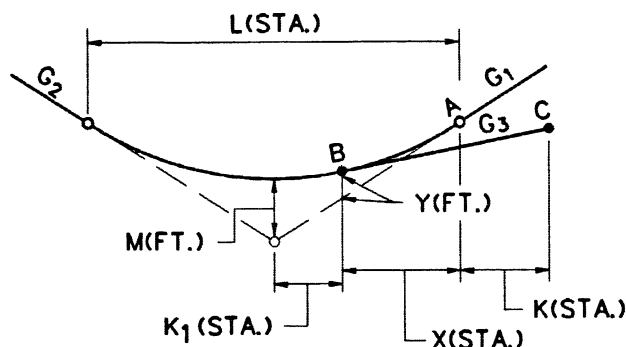 L(STA.)
G2
G1
A
C
G3
B
Y(FT.)
M(FT.)
K1(STA.)
X(STA.)
K(STA.)